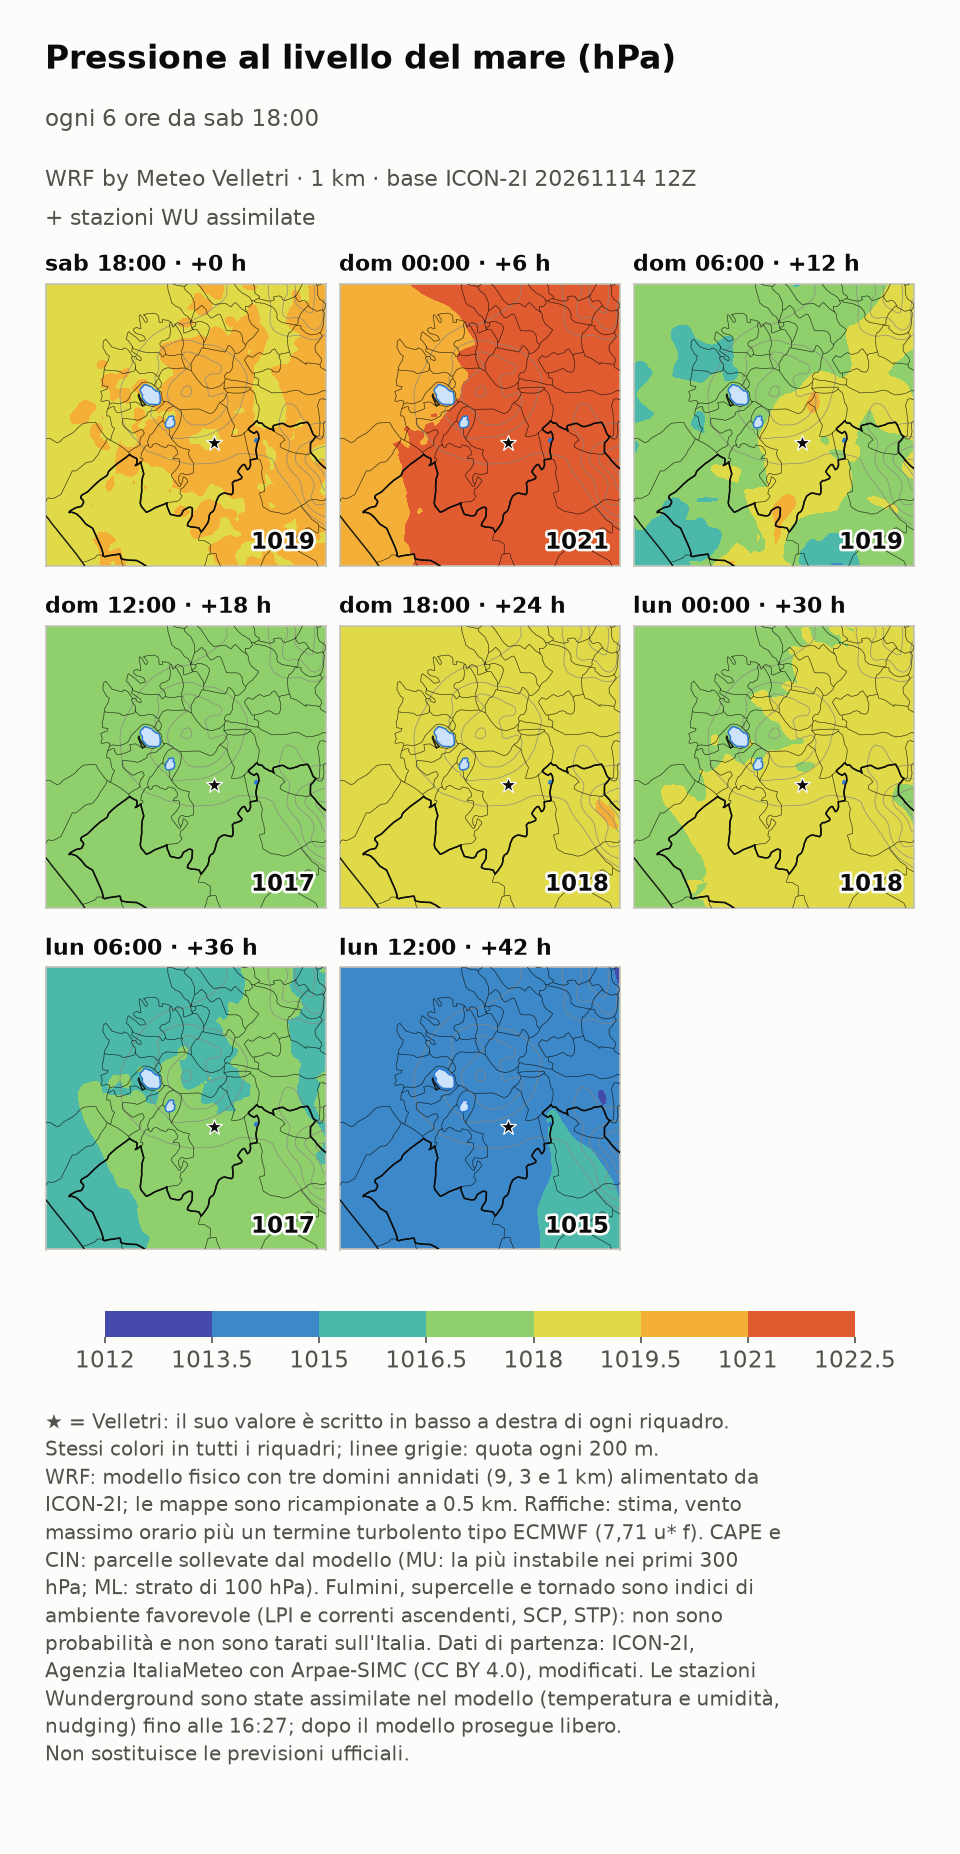 Pressione al livello del mare (hPa)
ogni 6 ore da sab 18:00
WRF by Meteo Velletri · 1 km · base ICON-2I 20261114 12Z
+ stazioni WU assimilate
sab 18:00 · +0 h
dom 00:00 · +6 h
dom 06:00 · +12 h
1019
1021
1019
dom 12:00 · +18 h
dom 18:00 · +24 h
lun 00:00 · +30 h
1017
1018
1018
lun 06:00 · +36 h
lun 12:00 · +42 h
1017
1015
1012 1013.5 1015 1016.5 1018 1019.5 1021 1022.5
★ = Velletri: il suo valore è scritto in basso a destra di ogni riquadro.
Stessi colori in tutti i riquadri; linee grigie: quota ogni 200 m.
WRF: modello fisico con tre domini annidati (9, 3 e 1 km) alimentato da
ICON-2I; le mappe sono ricampionate a 0.5 km. Raffiche: stima, vento
massimo orario più un termine turbolento tipo ECMWF (7,71 u* f). CAPE e
CIN: parcelle sollevate dal modello (MU: la più instabile nei primi 300
hPa; ML: strato di 100 hPa). Fulmini, supercelle e tornado sono indici di
ambiente favorevole (LPI e correnti ascendenti, SCP, STP): non sono
probabilità e non sono tarati sull'Italia. Dati di partenza: ICON-2I,
Agenzia ItaliaMeteo con Arpae-SIMC (CC BY 4.0), modificati. Le stazioni
Wunderground sono state assimilate nel modello (temperatura e umidità,
nudging) fino alle 16:27; dopo il modello prosegue libero.
Non sostituisce le previsioni ufficiali.